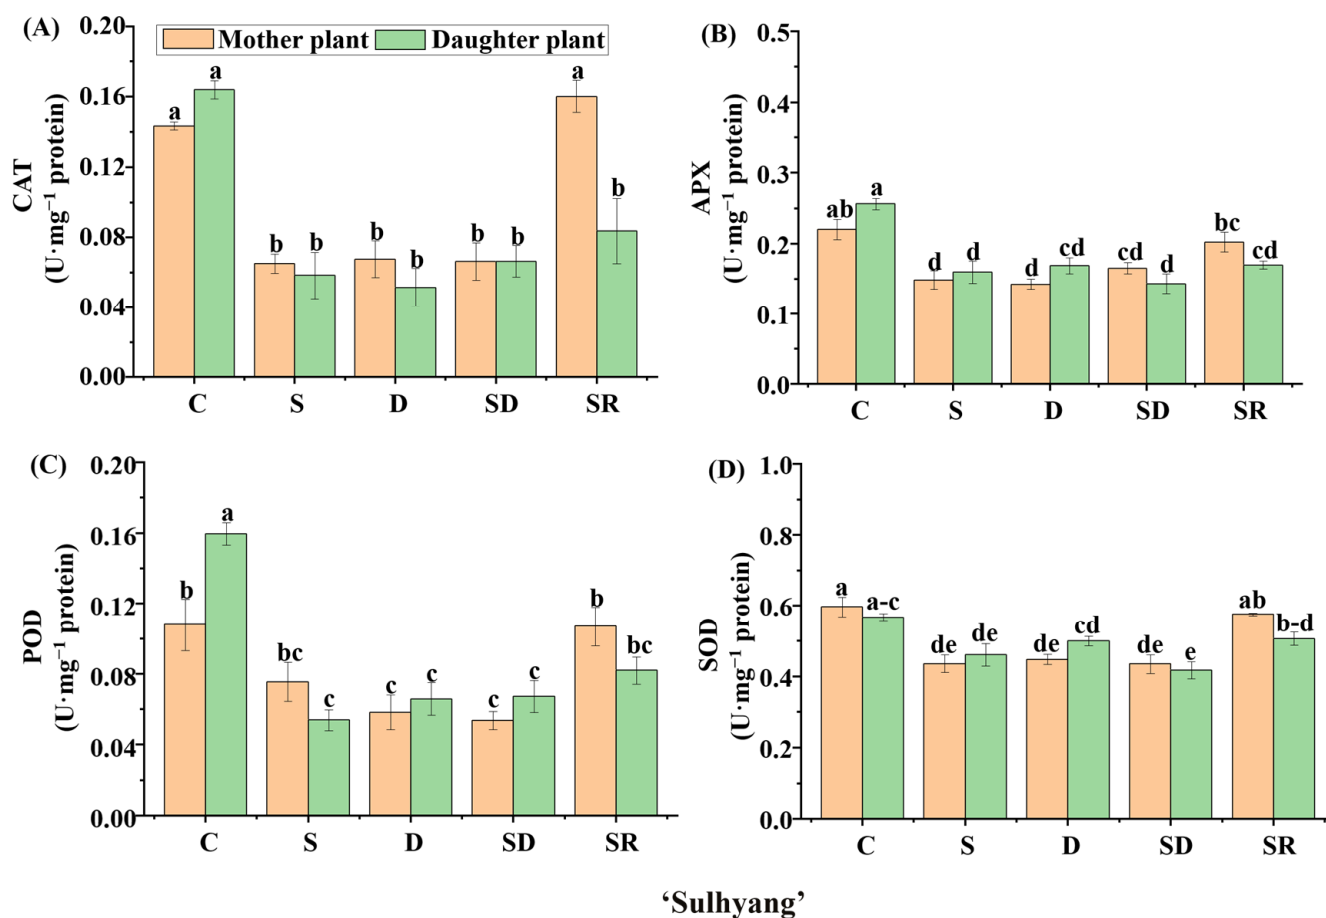 (A)
Mother plant Daughter plant
CAT
(U·mg⁻¹ protein)
0.20
0.16
0.12
0.08
0.04
0.00
a a b b b b b b a b
C S D SD SR
(B)
APX
(U·mg⁻¹ protein)
0.5
0.4
0.3
0.2
0.1
0.0
ab a d d d cd cd d bc cd
C S D SD SR
(C)
POD
(U·mg⁻¹ protein)
0.20
0.16
0.12
0.08
0.04
0.00
b a bc c c c c c b bc
C S D SD SR
(D)
SOD
(U·mg⁻¹ protein)
1.0
0.8
0.6
0.4
0.2
0.0
a a-c de de de cd de e ab b-d
C S D SD SR
‘Sulhyang’